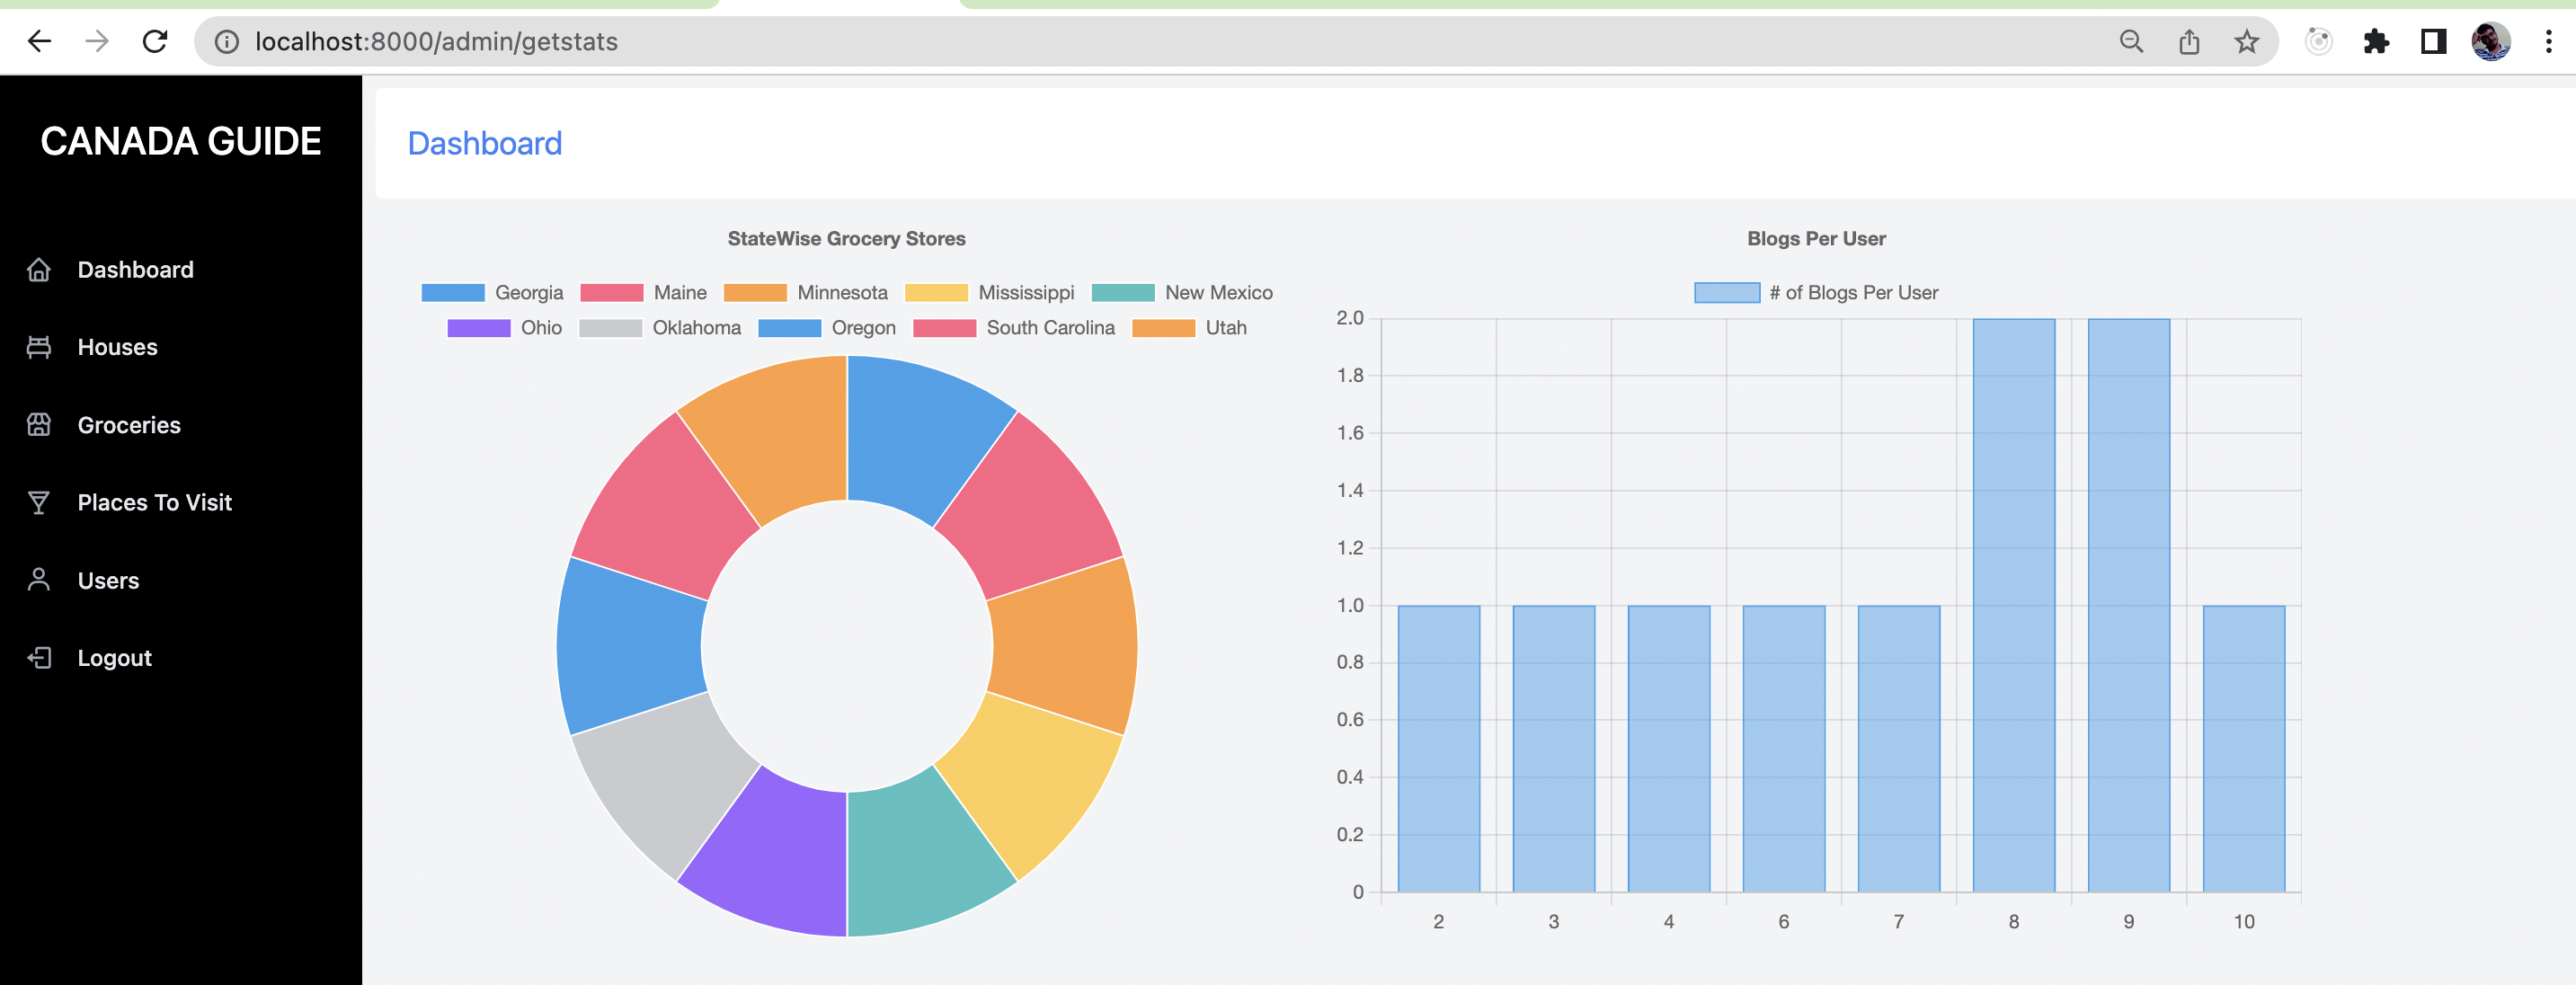 localhost:8000/admin/getstats
CANADA GUIDE
Dashboard
Houses
Groceries
Places To Visit
Users
Logout
Dashboard
StateWise Grocery Stores
Georgia Maine Minnesota Mississippi New Mexico
Ohio Oklahoma Oregon South Carolina Utah
Blogs Per User
# of Blogs Per User
2.0
1.8
1.6
1.4
1.2
1.0
0.8
0.6
0.4
0.2
0
2 3 4 6 7 8 9 10